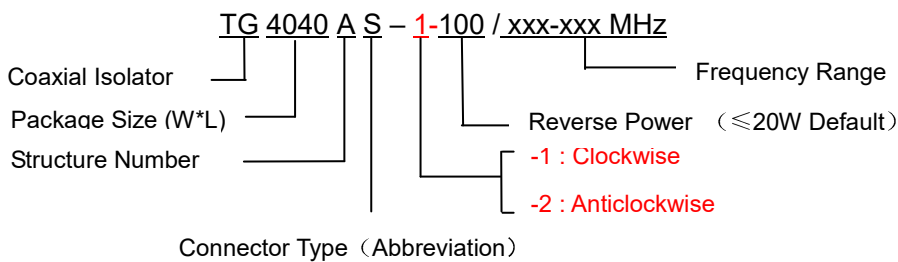 TG 4040 A S – 1-100 / xxx-xxx MHz
Coaxial Isolator
Frequency Range
Package Size (W*L)
Reverse Power （≤20W Default）
Structure Number
-1 : Clockwise
-2 : Anticlockwise
Connector Type（Abbreviation）